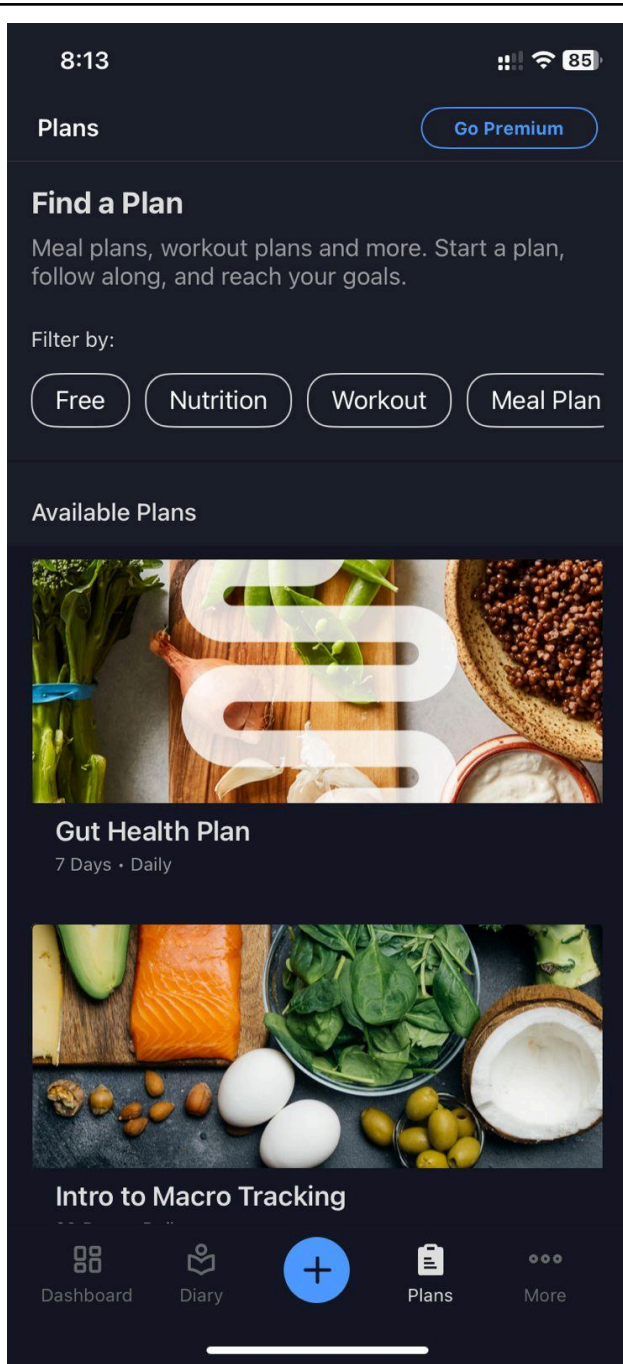 8:13
85
Plans
Go Premium
Find a Plan
Meal plans, workout plans and more. Start a plan,
follow along, and reach your goals.
Filter by:
Free
Nutrition
Workout
Meal Plan
Available Plans
Gut Health Plan
7 Days • Daily
Intro to Macro Tracking
Dashboard
Diary
Plans
More